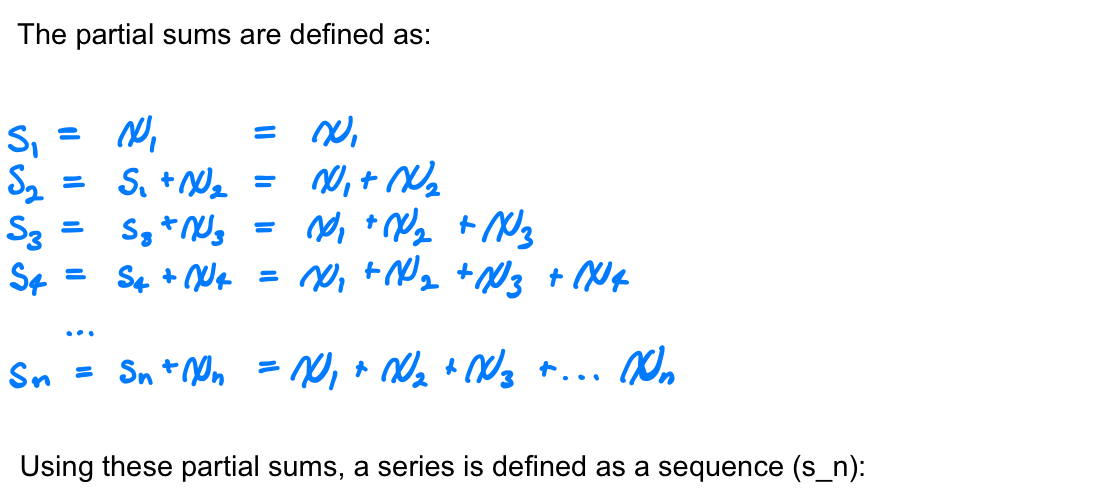 The partial sums are defined as:
S₁ = x₁ = x₁
S₂ = S₁ + x₂ = x₁ + x₂
S₃ = S₃ + x₃ = x₁ + x₂ + x₃
S₄ = S₄ + x₄ = x₁ + x₂ + x₃ + x₄
...
Sn = Sn + xn = x₁ + x₂ + x₃ + ... xn
Using these partial sums, a series is defined as a sequence (s_n):